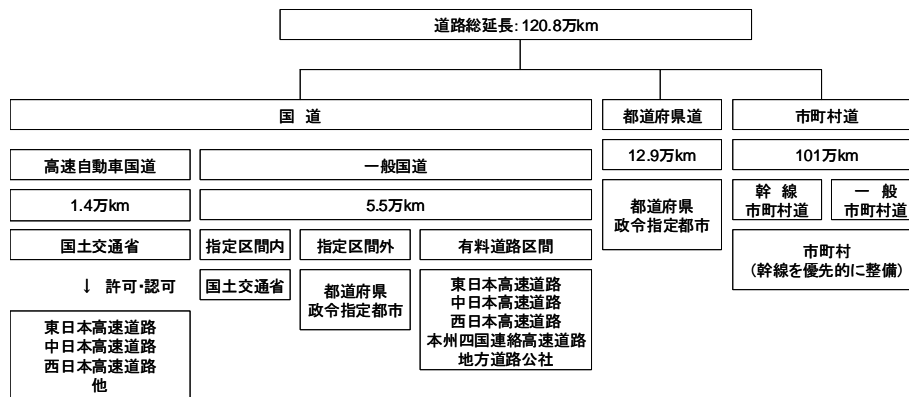 道路総延長：120.8万km
国 道
都道府県道
市町村道
高速自動車国道
一般国道
12.9万km
101万km
1.4万km
5.5万km
都道府県
政令指定都市
幹 線
市町村道
一 般
市町村道
国土交通省
指定区間内
指定区間外
有料道路区間
市町村
（幹線を優先的に整備）
↓ 許可・認可
国土交通省
都道府県
政令指定都市
東日本高速道路
中日本高速道路
西日本高速道路
本州四国連絡高速道路
地方道路公社
東日本高速道路
中日本高速道路
西日本高速道路
他